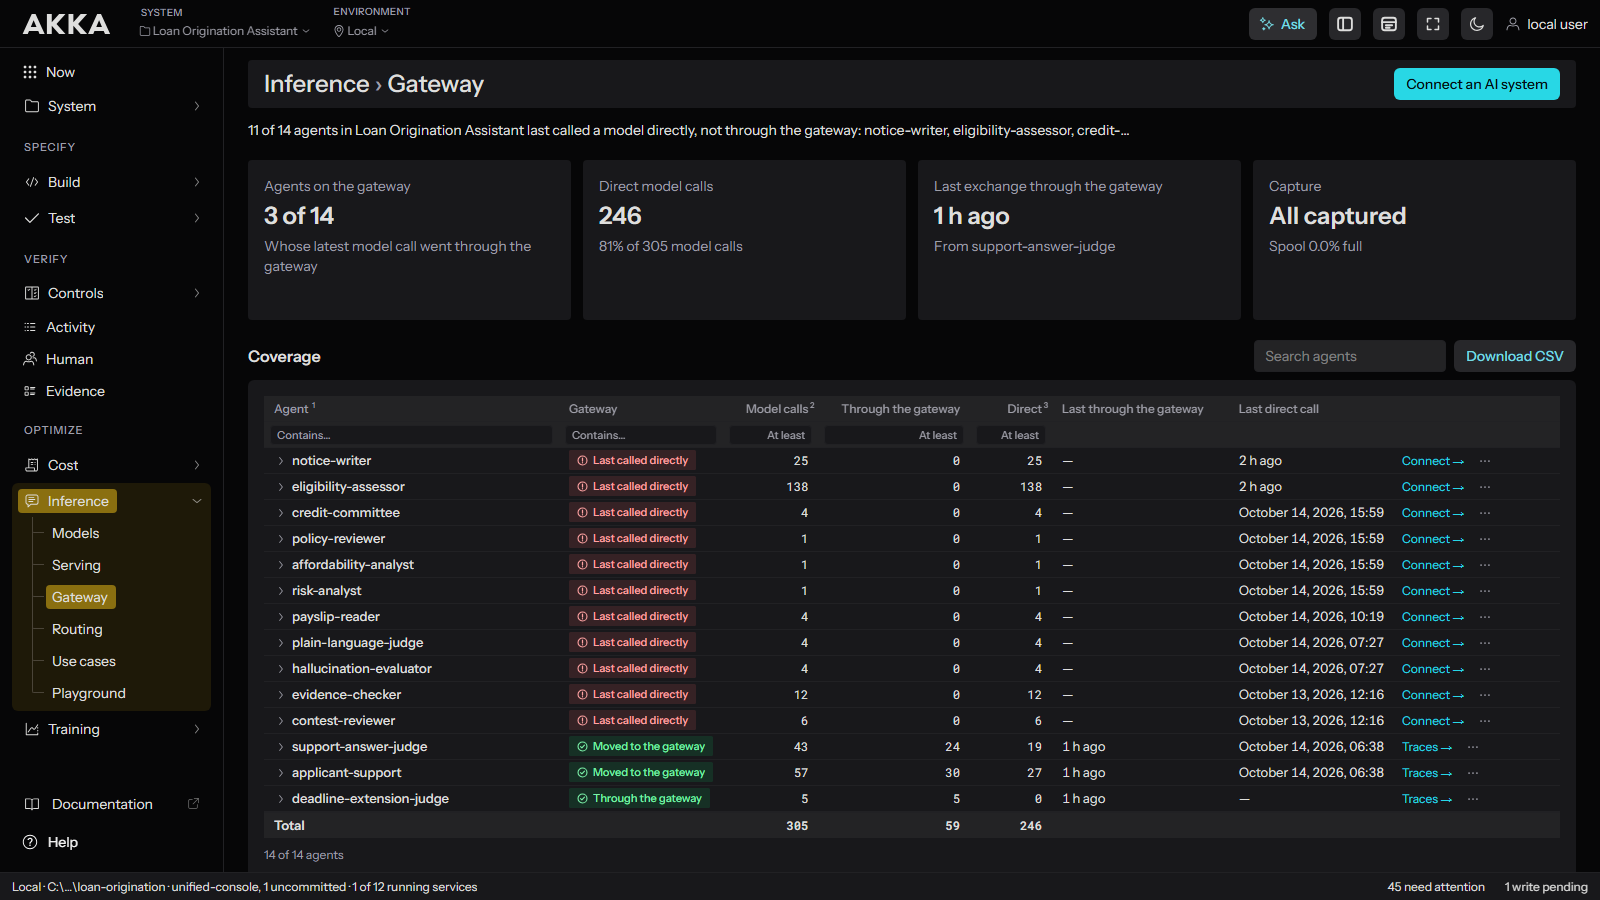 AKKA
SYSTEM
Loan Origination Assistant
ENVIRONMENT
Local
Ask
local user
Now
System
SPECIFY
Build
Test
VERIFY
Controls
Activity
Human
Evidence
OPTIMIZE
Cost
Inference
Models
Serving
Gateway
Routing
Use cases
Playground
Training
Documentation
Help
Inference › Gateway
Connect an AI system
11 of 14 agents in Loan Origination Assistant last called a model directly, not through the gateway: notice-writer, eligibility-assessor, credit-...
Agents on the gateway
3 of 14
Whose latest model call went through the
gateway
Direct model calls
246
81% of 305 model calls
Last exchange through the gateway
1 h ago
From support-answer-judge
Capture
All captured
Spool 0.0% full
Coverage
Search agents
Download CSV
Agent 1 Gateway Model calls 2 Through the gateway Direct 3 Last through the gateway Last direct call
Contains... Contains... At least At least At least
notice-writer Last called directly 25 0 25 — 2 h ago Connect → ...
eligibility-assessor Last called directly 138 0 138 — 2 h ago Connect → ...
credit-committee Last called directly 4 0 4 — October 14, 2026, 15:59 Connect → ...
policy-reviewer Last called directly 1 0 1 — October 14, 2026, 15:59 Connect → ...
affordability-analyst Last called directly 1 0 1 — October 14, 2026, 15:59 Connect → ...
risk-analyst Last called directly 1 0 1 — October 14, 2026, 15:59 Connect → ...
payslip-reader Last called directly 4 0 4 — October 14, 2026, 10:19 Connect → ...
plain-language-judge Last called directly 4 0 4 — October 14, 2026, 07:27 Connect → ...
hallucination-evaluator Last called directly 4 0 4 — October 14, 2026, 07:27 Connect → ...
evidence-checker Last called directly 12 0 12 — October 13, 2026, 12:16 Connect → ...
contest-reviewer Last called directly 6 0 6 — October 13, 2026, 12:16 Connect → ...
support-answer-judge Moved to the gateway 43 24 19 1 h ago October 14, 2026, 06:38 Traces → ...
applicant-support Moved to the gateway 57 30 27 1 h ago October 14, 2026, 06:38 Traces → ...
deadline-extension-judge Through the gateway 5 5 0 1 h ago — Traces → ...
Total 305 59 246
14 of 14 agents
Local · C:\...\loan-origination · unified-console, 1 uncommitted · 1 of 12 running services
45 need attention
1 write pending